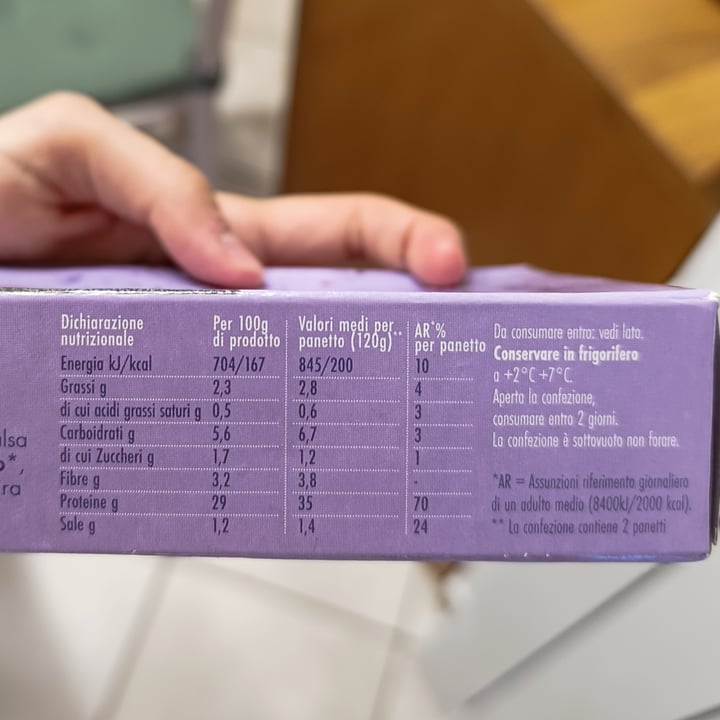 Dichiarazione nutrizionale Per 100g di prodotto Valori medi per panetto (120g)** AR*% per panetto
Energia kJ/kcal 704/167 845/200 10
Grassi g 2,3 2,8 4
di cui acidi grassi saturi g 0,5 0,6 3
Carboidrati g 5,6 6,7 3
di cui Zuccheri g 1,7 1,2 1
Fibre g 3,2 3,8 -
Proteine g 29 35 70
Sale g 1,2 1,4 24
Da consumare entro: vedi lato.
Conservare in frigorifero
a +2°C +7°C.
Aperta la confezione,
consumare entro 2 giorni.
La confezione è sottovuoto non forare.
*AR = Assunzioni riferimento giornaliero
di un adulto medio (8400kJ/2000 kcal).
** La confezione contiene 2 panetti